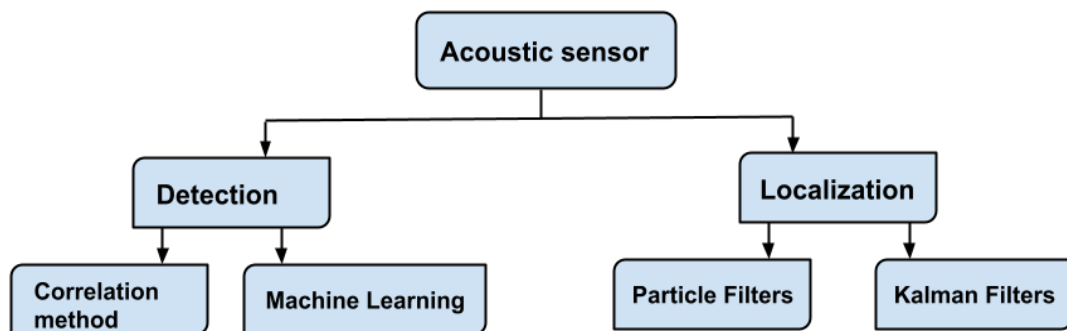 Acoustic sensor
Detection
Localization
Correlation
method
Machine Learning
Particle Filters
Kalman Filters